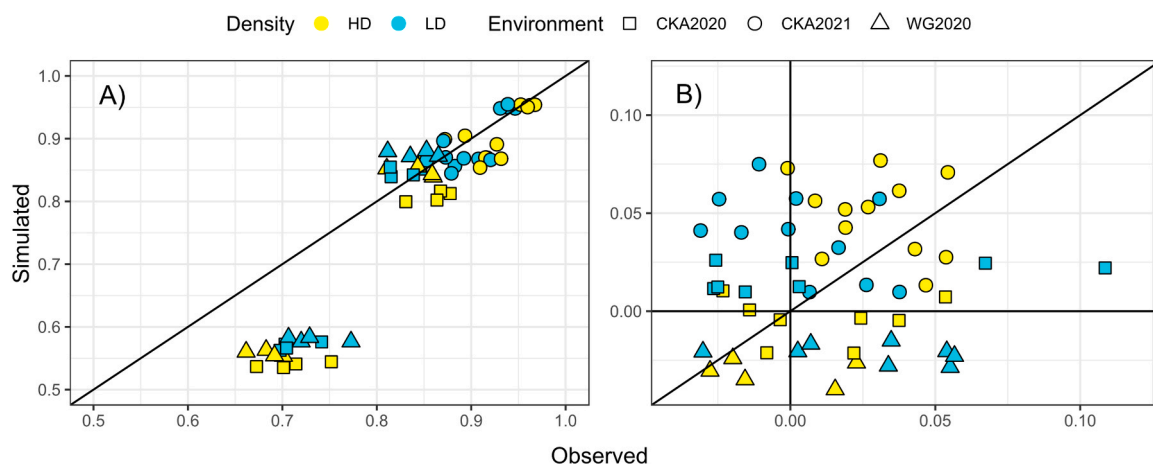 Density HD LD Environment CKA2020 CKA2021 WG2020
Simulated
A)
1.0
0.9
0.8
0.7
0.6
0.5
0.5 0.6 0.7 0.8 0.9 1.0
B)
0.10
0.05
0.00
0.00 0.05 0.10
Observed